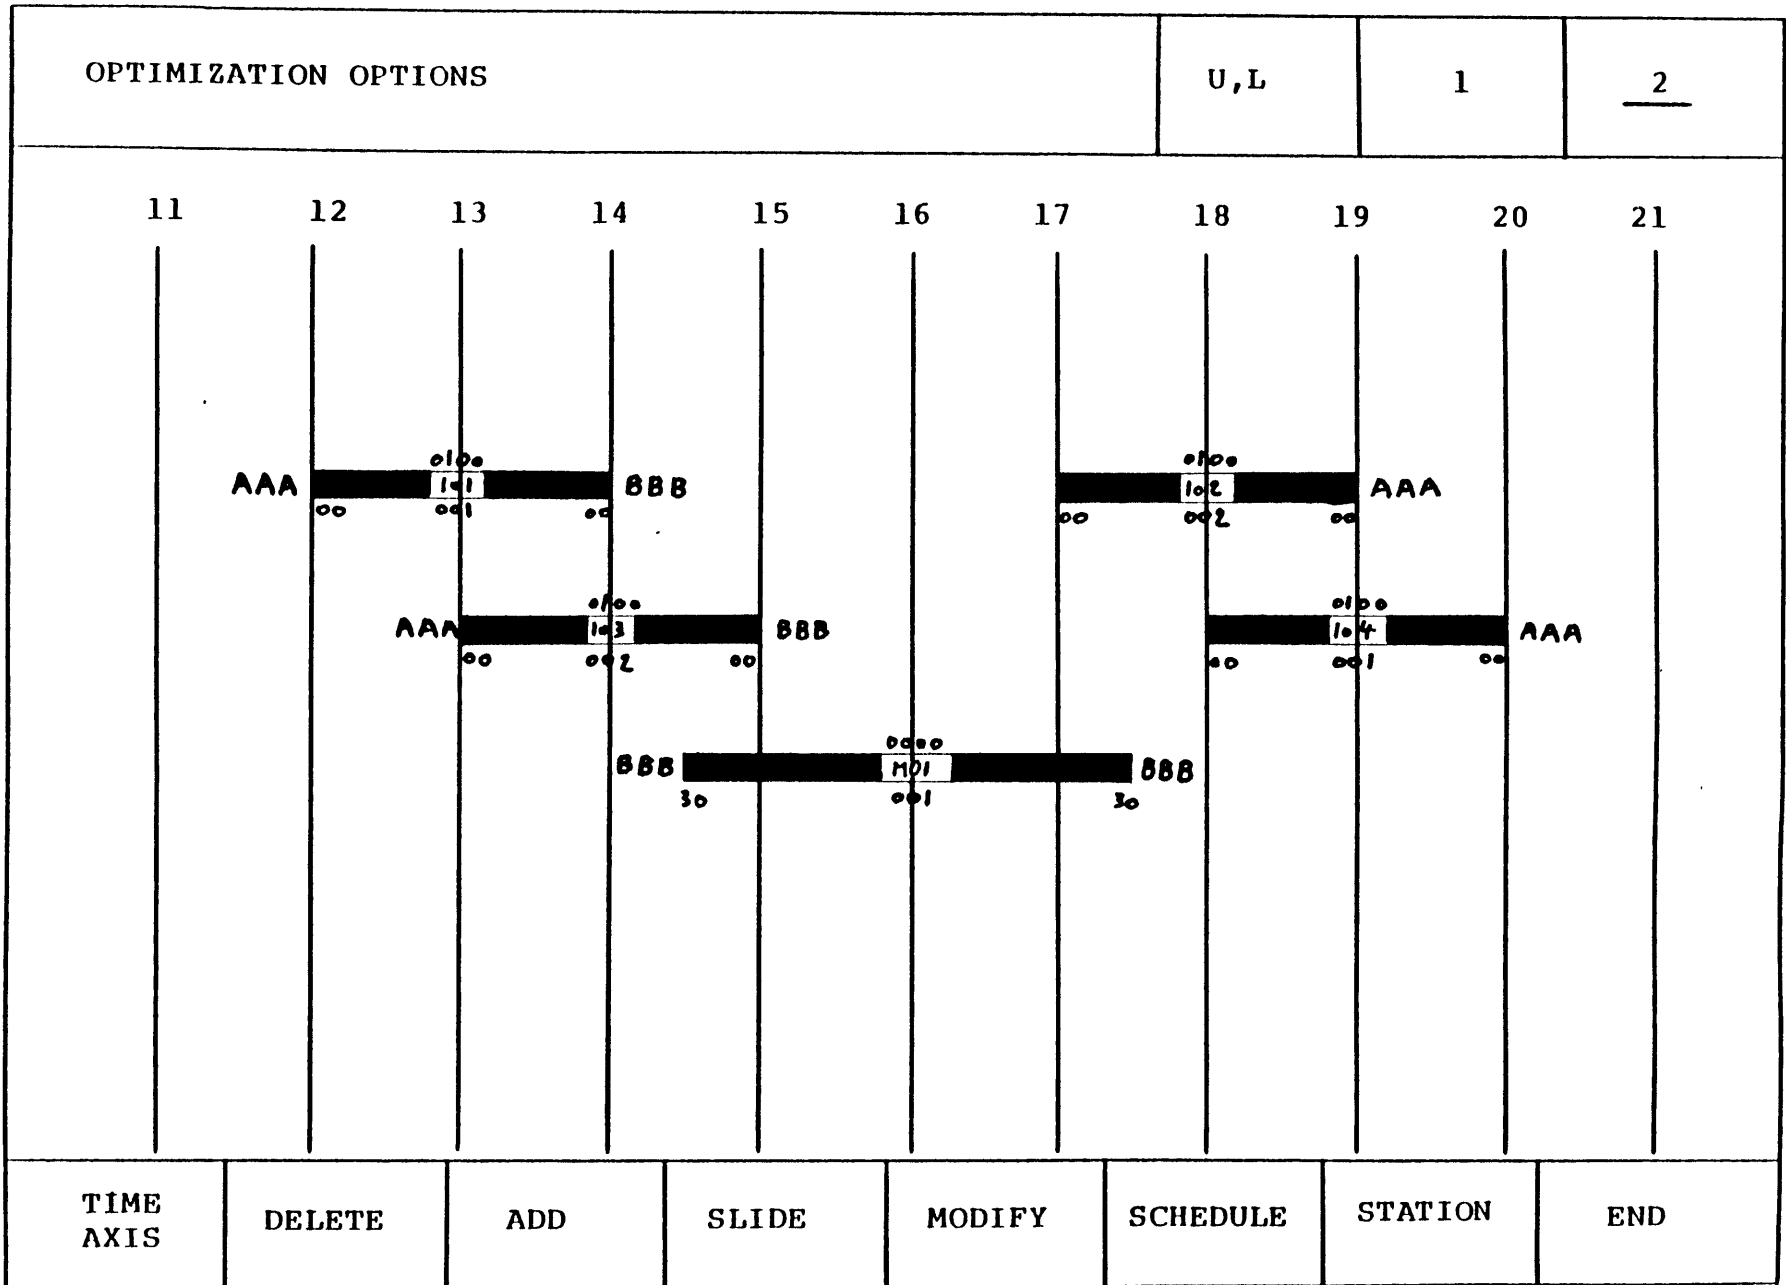 OPTIMIZATION OPTIONS U,L 1 2
11 12 13 14 15 16 17 18 19 20 21
0100 0100
AAA 101 BBB 102 AAA
00 001 00 00 002 00
0100 0100
AAA 103 BBB 104 AAA
00 002 00 00 001 00
0000
BBB M01 BBB
30 001 30
TIME AXIS DELETE ADD SLIDE MODIFY SCHEDULE STATION END